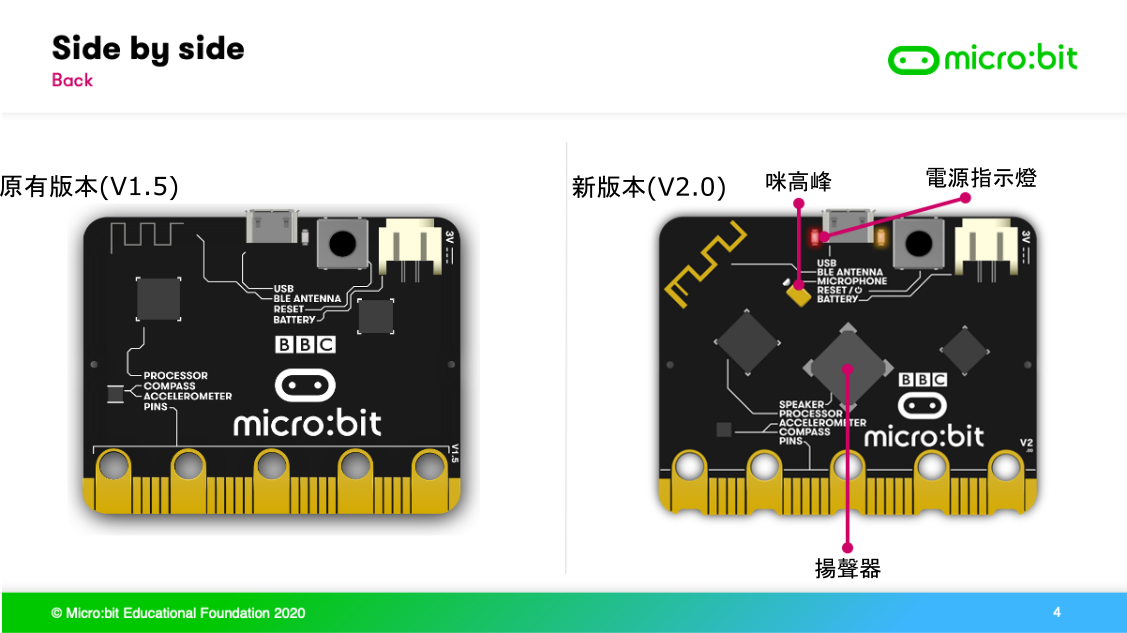 Side by side
Back
micro:bit
原有版本(V1.5)
新版本(V2.0)
咪高峰
電源指示燈
3V
USB
BLE ANTENNA
RESET
BATTERY
BBC
PROCESSOR
COMPASS
ACCELEROMETER
PINS
micro:bit
V1.5
3V
USB
BLE ANTENNA
MICROPHONE
RESET / ⏻
BATTERY
BBC
SPEAKER
PROCESSOR
ACCELEROMETER
COMPASS
PINS
micro:bit
V2
揚聲器
© Micro:bit Educational Foundation 2020
4